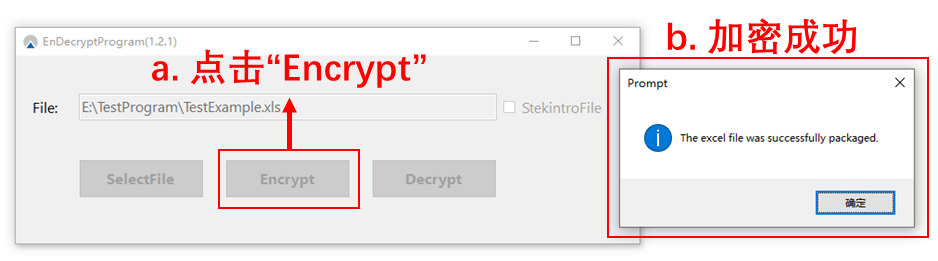 EnDecryptProgram(1.2.1)
a. 点击“Encrypt”
File:
E:\TestProgram\TestExample.xls
StekintroFile
SelectFile
Encrypt
Decrypt
b. 加密成功
Prompt
The excel file was successfully packaged.
确定